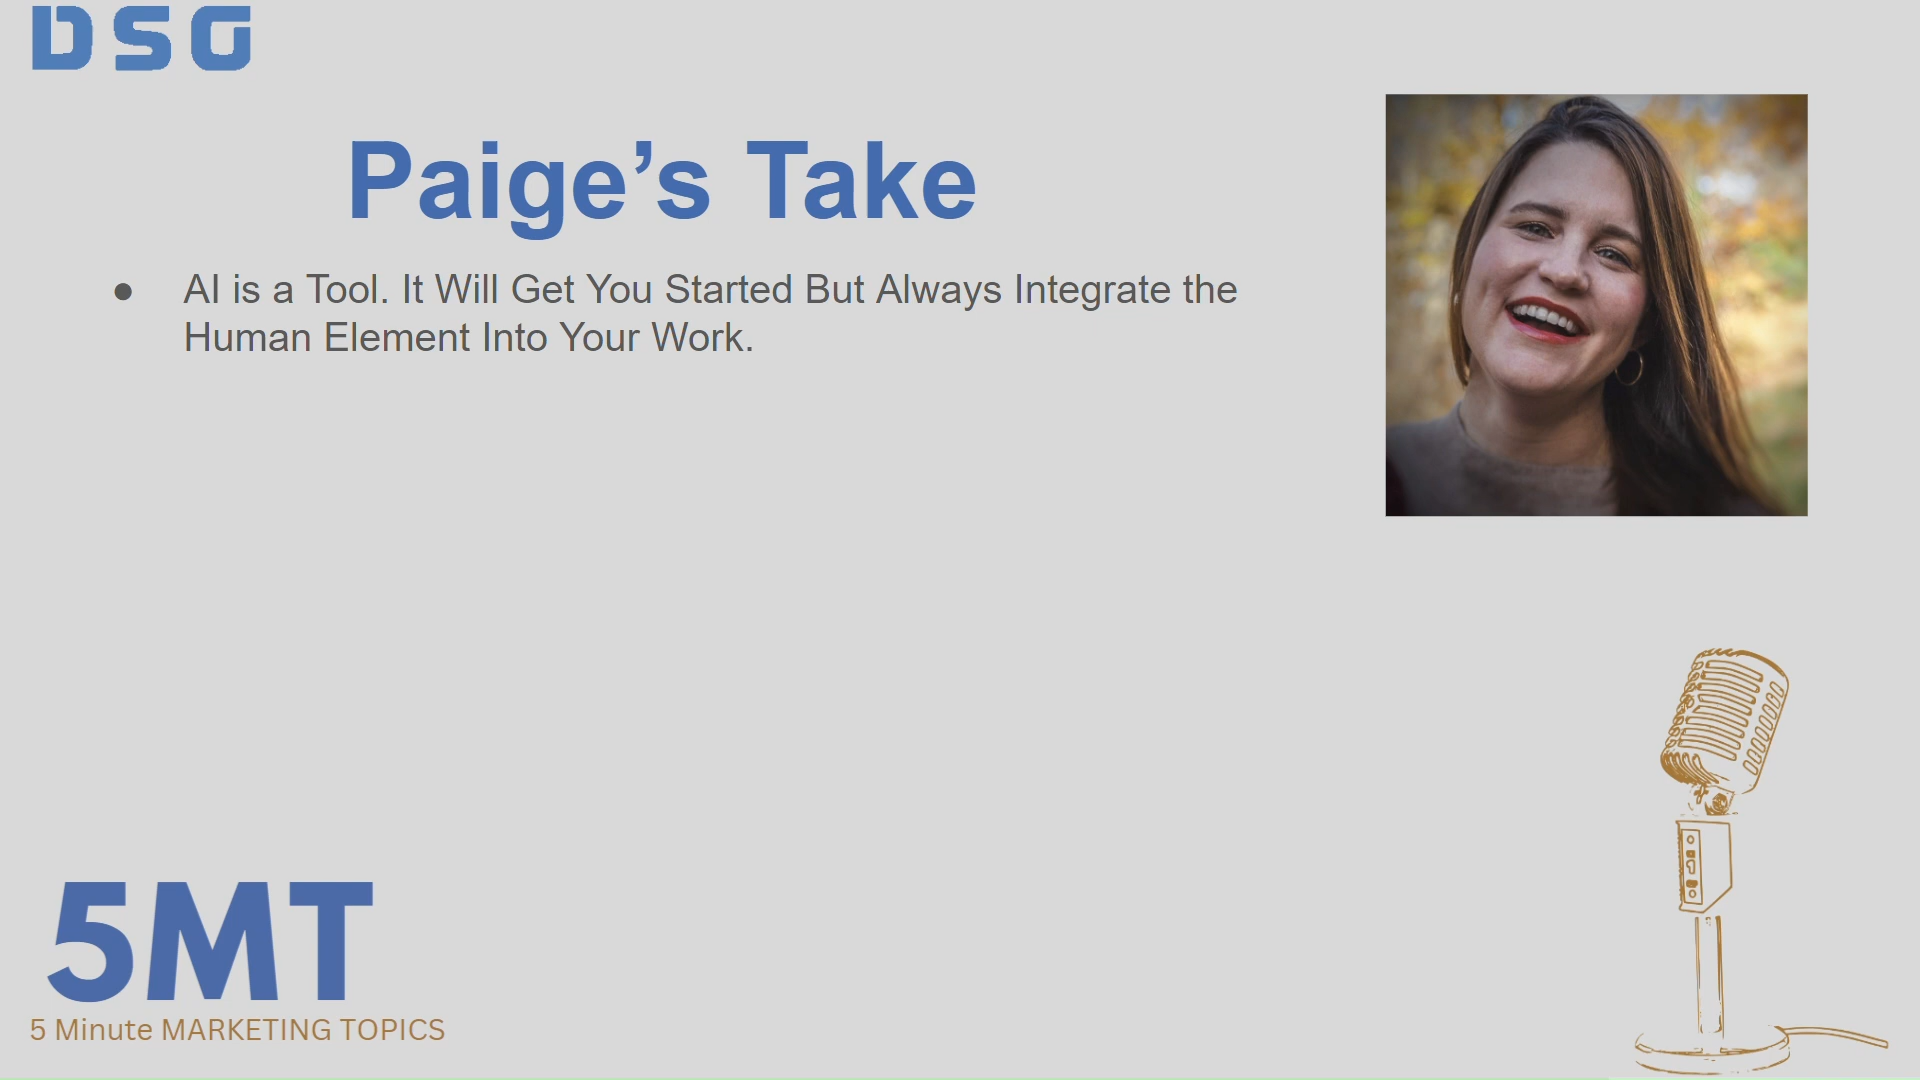 DSG
Paige’s Take
● AI is a Tool. It Will Get You Started But Always Integrate the
Human Element Into Your Work.
5MT
5 Minute MARKETING TOPICS